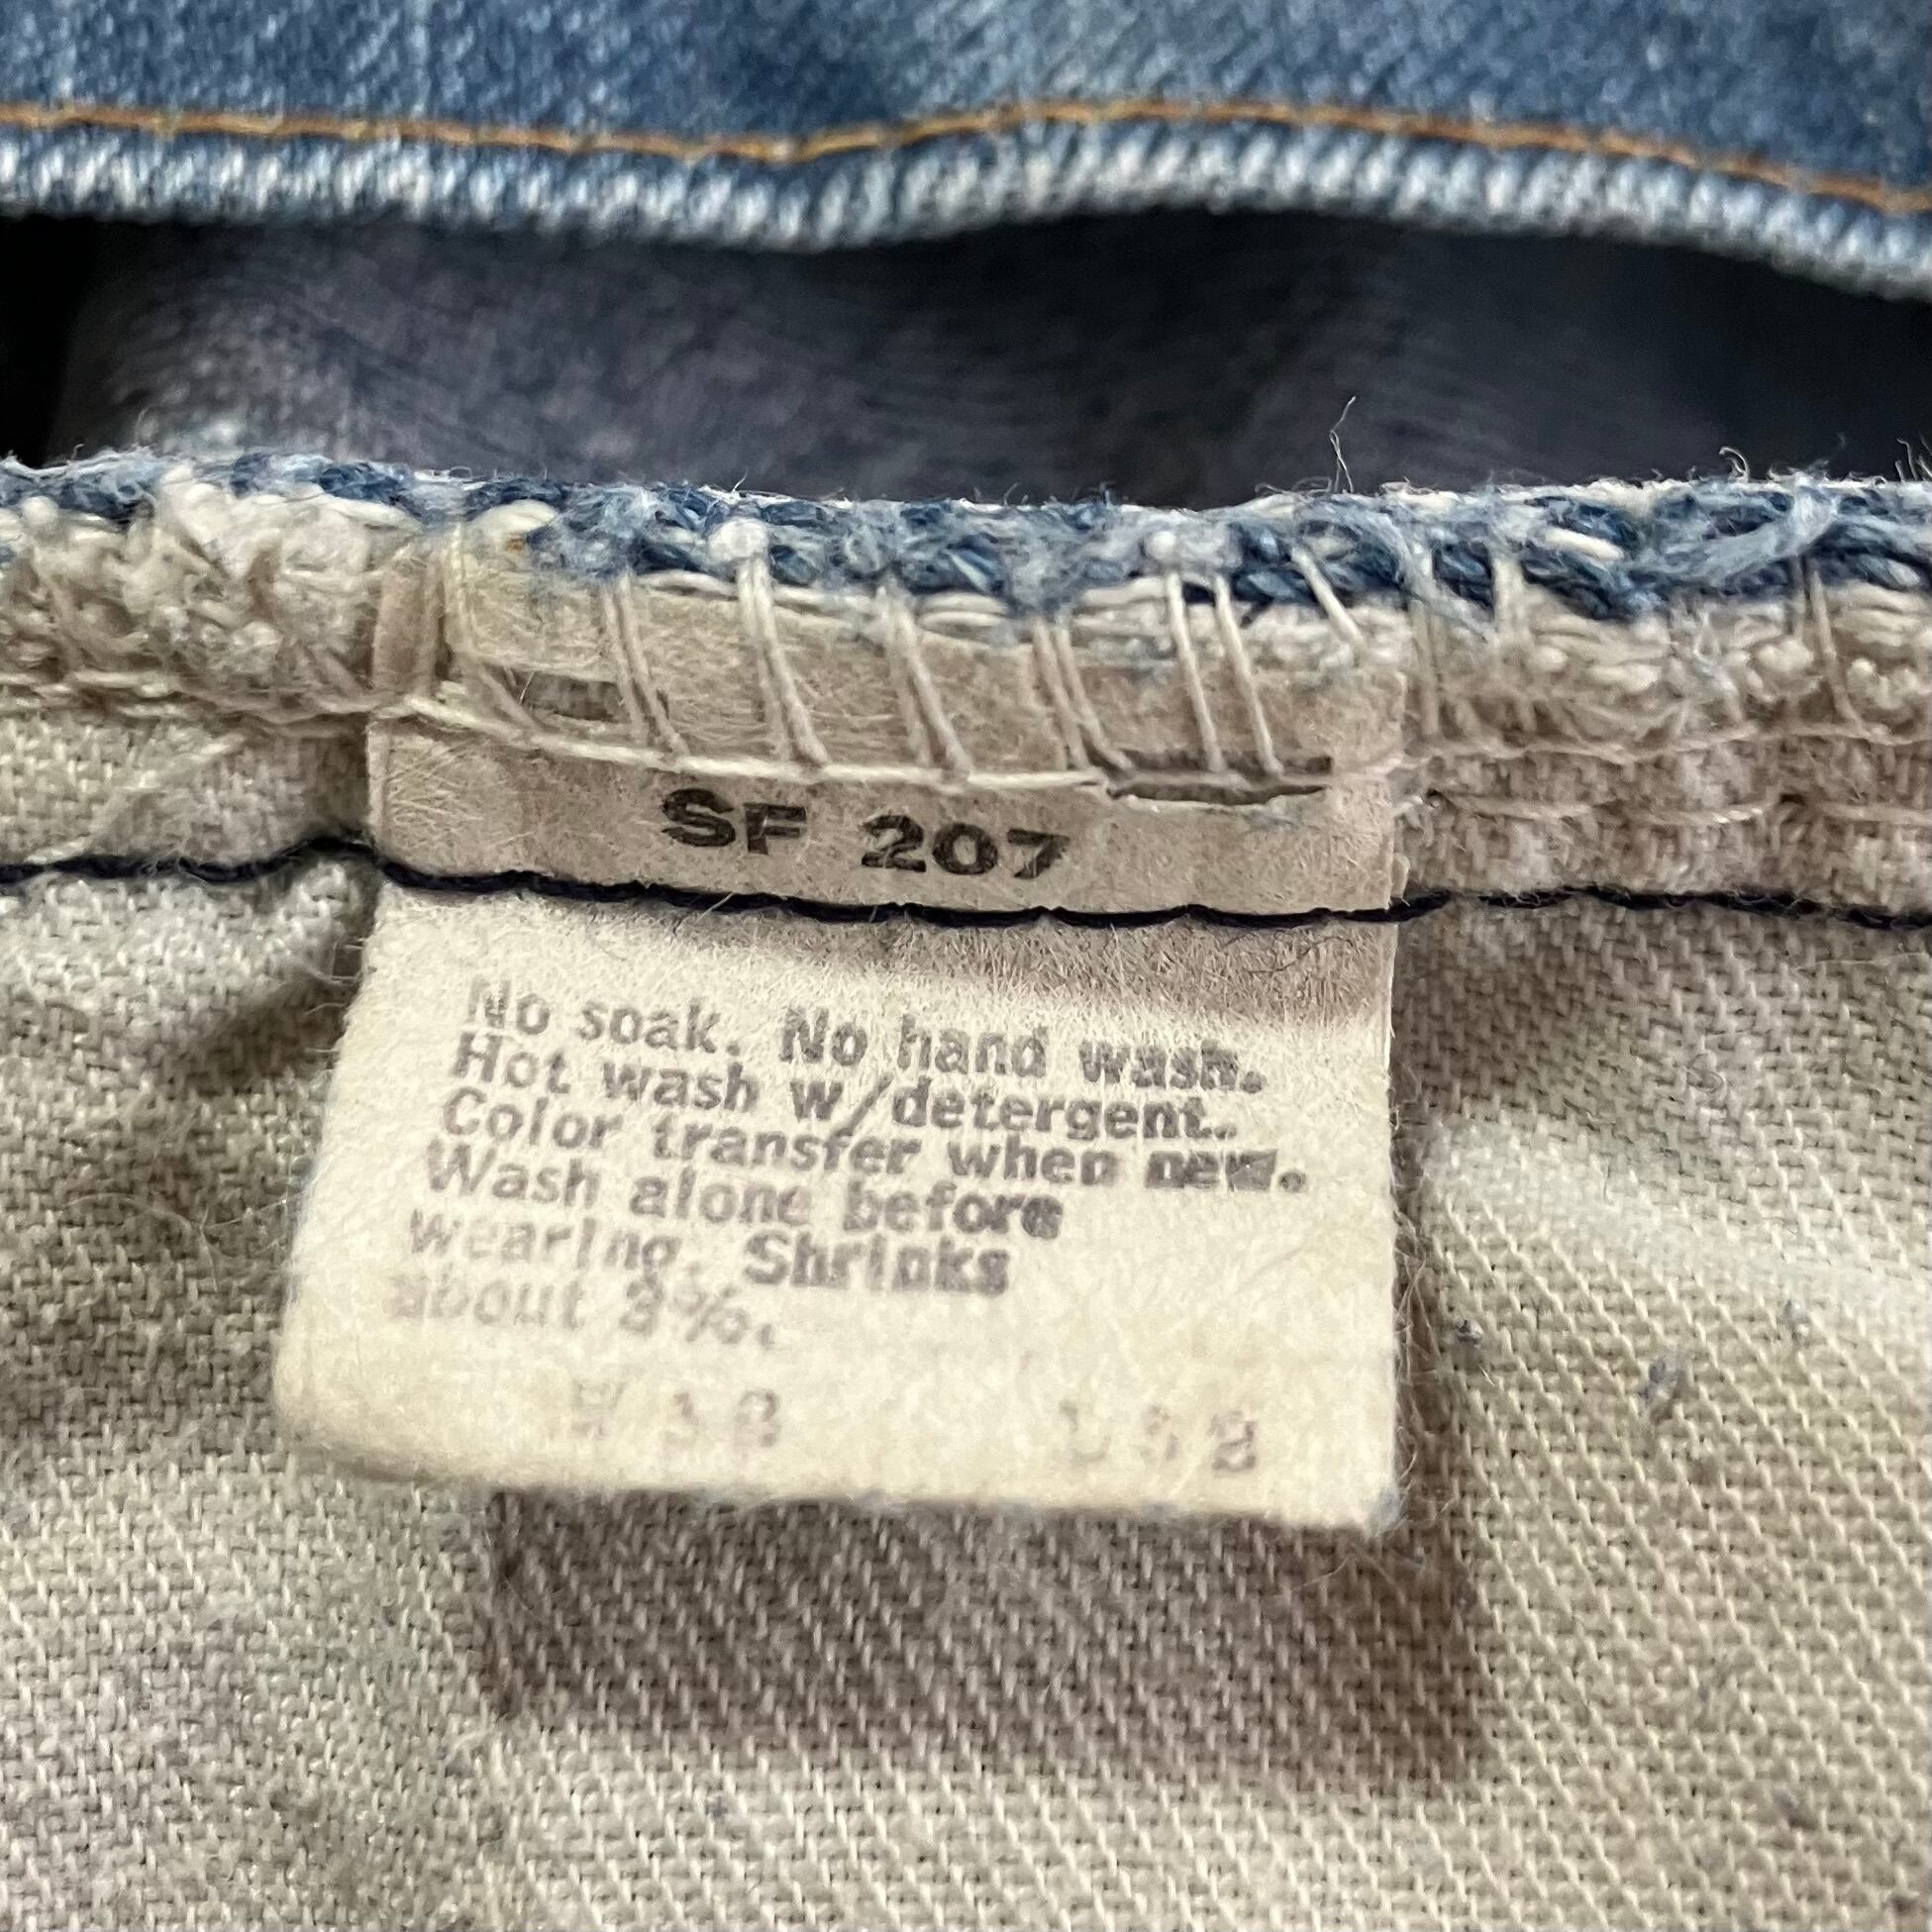 SF 207
No soak. No hand wash.
Hot wash w/detergent.
Color transfer when new.
Wash alone before
wearing. Shrinks
about 3%.